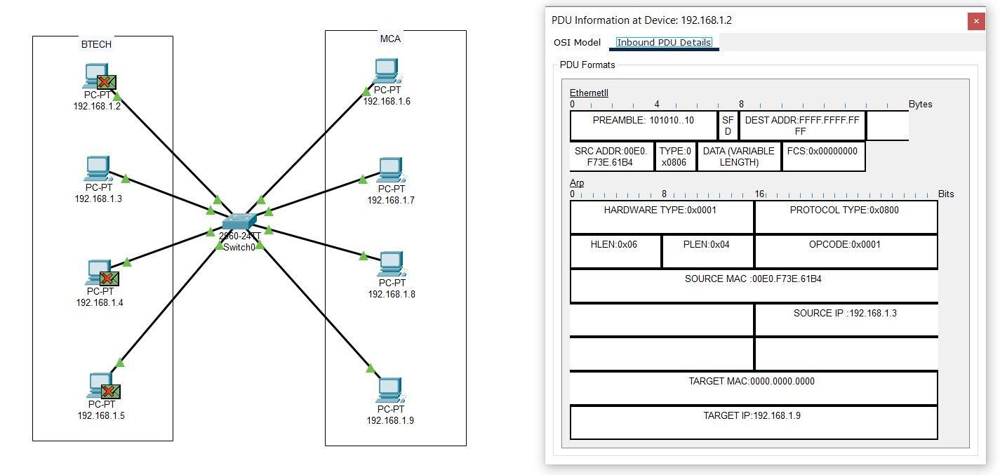 BTECH
PC-PT
192.168.1.2
PC-PT
192.168.1.3
PC-PT
192.168.1.4
PC-PT
192.168.1.5
2960-24TT
Switch0
MCA
PC-PT
192.168.1.6
PC-PT
192.168.1.7
PC-PT
192.168.1.8
PC-PT
192.168.1.9
PDU Information at Device: 192.168.1.2
OSI Model Inbound PDU Details
PDU Formats
EthernetII
0 4 8 Bytes
PREAMBLE: 101010..10
SF
D
DEST ADDR:FFFF.FFFF.FF
FF
SRC ADDR:00E0.
F73E.61B4
TYPE:0
x0806
DATA (VARIABLE
LENGTH)
FCS:0x00000000
Arp
0 8 16 Bits
HARDWARE TYPE:0x0001 PROTOCOL TYPE:0x0800
HLEN:0x06 PLEN:0x04 OPCODE:0x0001
SOURCE MAC :00E0.F73E.61B4
SOURCE IP :192.168.1.3
TARGET MAC:0000.0000.0000
TARGET IP:192.168.1.9